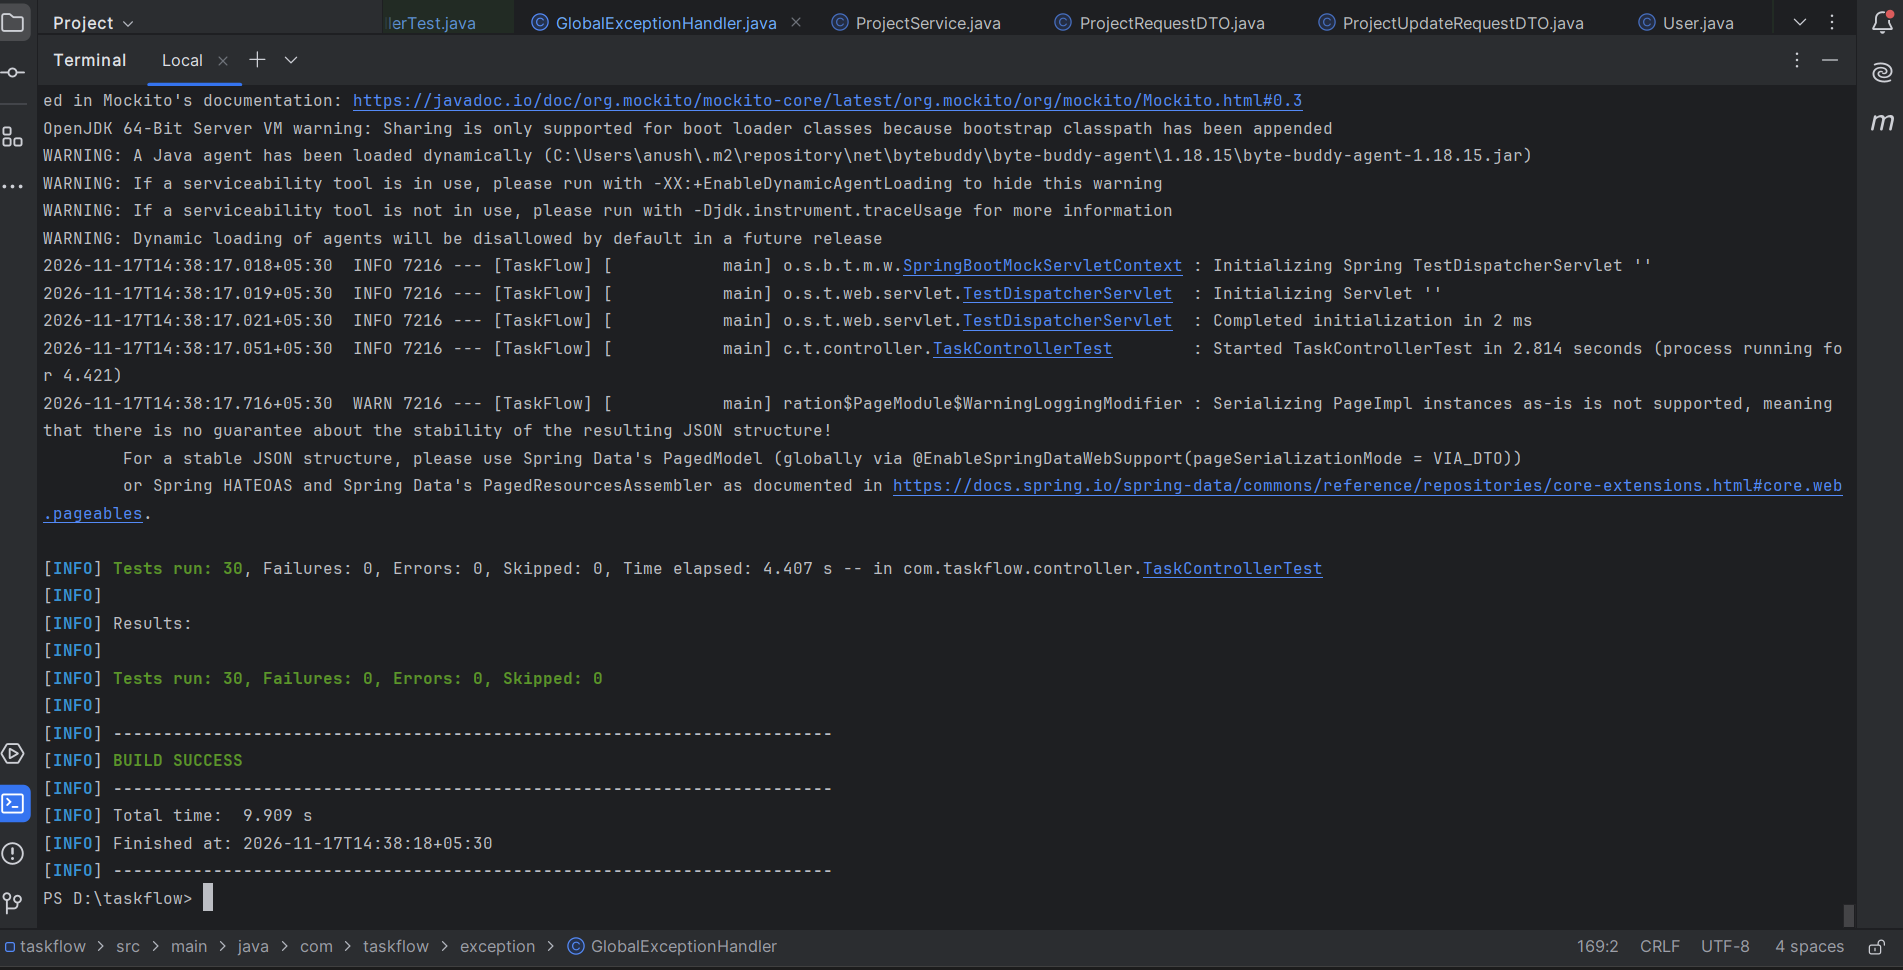 Project
lerTest.java
GlobalExceptionHandler.java
ProjectService.java
ProjectRequestDTO.java
ProjectUpdateRequestDTO.java
User.java
Terminal
Local
ed in Mockito's documentation: https://javadoc.io/doc/org.mockito/mockito-core/latest/org.mockito/org/mockito/Mockito.html#0.3
OpenJDK 64-Bit Server VM warning: Sharing is only supported for boot loader classes because bootstrap classpath has been appended
WARNING: A Java agent has been loaded dynamically (C:\Users\anush\.m2\repository\net\bytebuddy\byte-buddy-agent\1.18.15\byte-buddy-agent-1.18.15.jar)
WARNING: If a serviceability tool is in use, please run with -XX:+EnableDynamicAgentLoading to hide this warning
WARNING: If a serviceability tool is not in use, please run with -Djdk.instrument.traceUsage for more information
WARNING: Dynamic loading of agents will be disallowed by default in a future release
2026-11-17T14:38:17.018+05:30  INFO 7216 --- [TaskFlow] [           main] o.s.b.t.m.w.SpringBootMockServletContext : Initializing Spring TestDispatcherServlet ''
2026-11-17T14:38:17.019+05:30  INFO 7216 --- [TaskFlow] [           main] o.s.t.web.servlet.TestDispatcherServlet  : Initializing Servlet ''
2026-11-17T14:38:17.021+05:30  INFO 7216 --- [TaskFlow] [           main] o.s.t.web.servlet.TestDispatcherServlet  : Completed initialization in 2 ms
2026-11-17T14:38:17.051+05:30  INFO 7216 --- [TaskFlow] [           main] c.t.controller.TaskControllerTest        : Started TaskControllerTest in 2.814 seconds (process running fo
r 4.421)
2026-11-17T14:38:17.716+05:30  WARN 7216 --- [TaskFlow] [           main] ration$PageModule$WarningLoggingModifier : Serializing PageImpl instances as-is is not supported, meaning
that there is no guarantee about the stability of the resulting JSON structure!
        For a stable JSON structure, please use Spring Data's PagedModel (globally via @EnableSpringDataWebSupport(pageSerializationMode = VIA_DTO))
        or Spring HATEOAS and Spring Data's PagedResourcesAssembler as documented in https://docs.spring.io/spring-data/commons/reference/repositories/core-extensions.html#core.web
.pageables.
[INFO] Tests run: 30, Failures: 0, Errors: 0, Skipped: 0, Time elapsed: 4.407 s -- in com.taskflow.controller.TaskControllerTest
[INFO]
[INFO] Results:
[INFO]
[INFO] Tests run: 30, Failures: 0, Errors: 0, Skipped: 0
[INFO]
[INFO] ------------------------------------------------------------------------
[INFO] BUILD SUCCESS
[INFO] ------------------------------------------------------------------------
[INFO] Total time:  9.909 s
[INFO] Finished at: 2026-11-17T14:38:18+05:30
[INFO] ------------------------------------------------------------------------
PS D:\taskflow>
taskflow > src > main > java > com > taskflow > exception > GlobalExceptionHandler
169:2 CRLF UTF-8 4 spaces